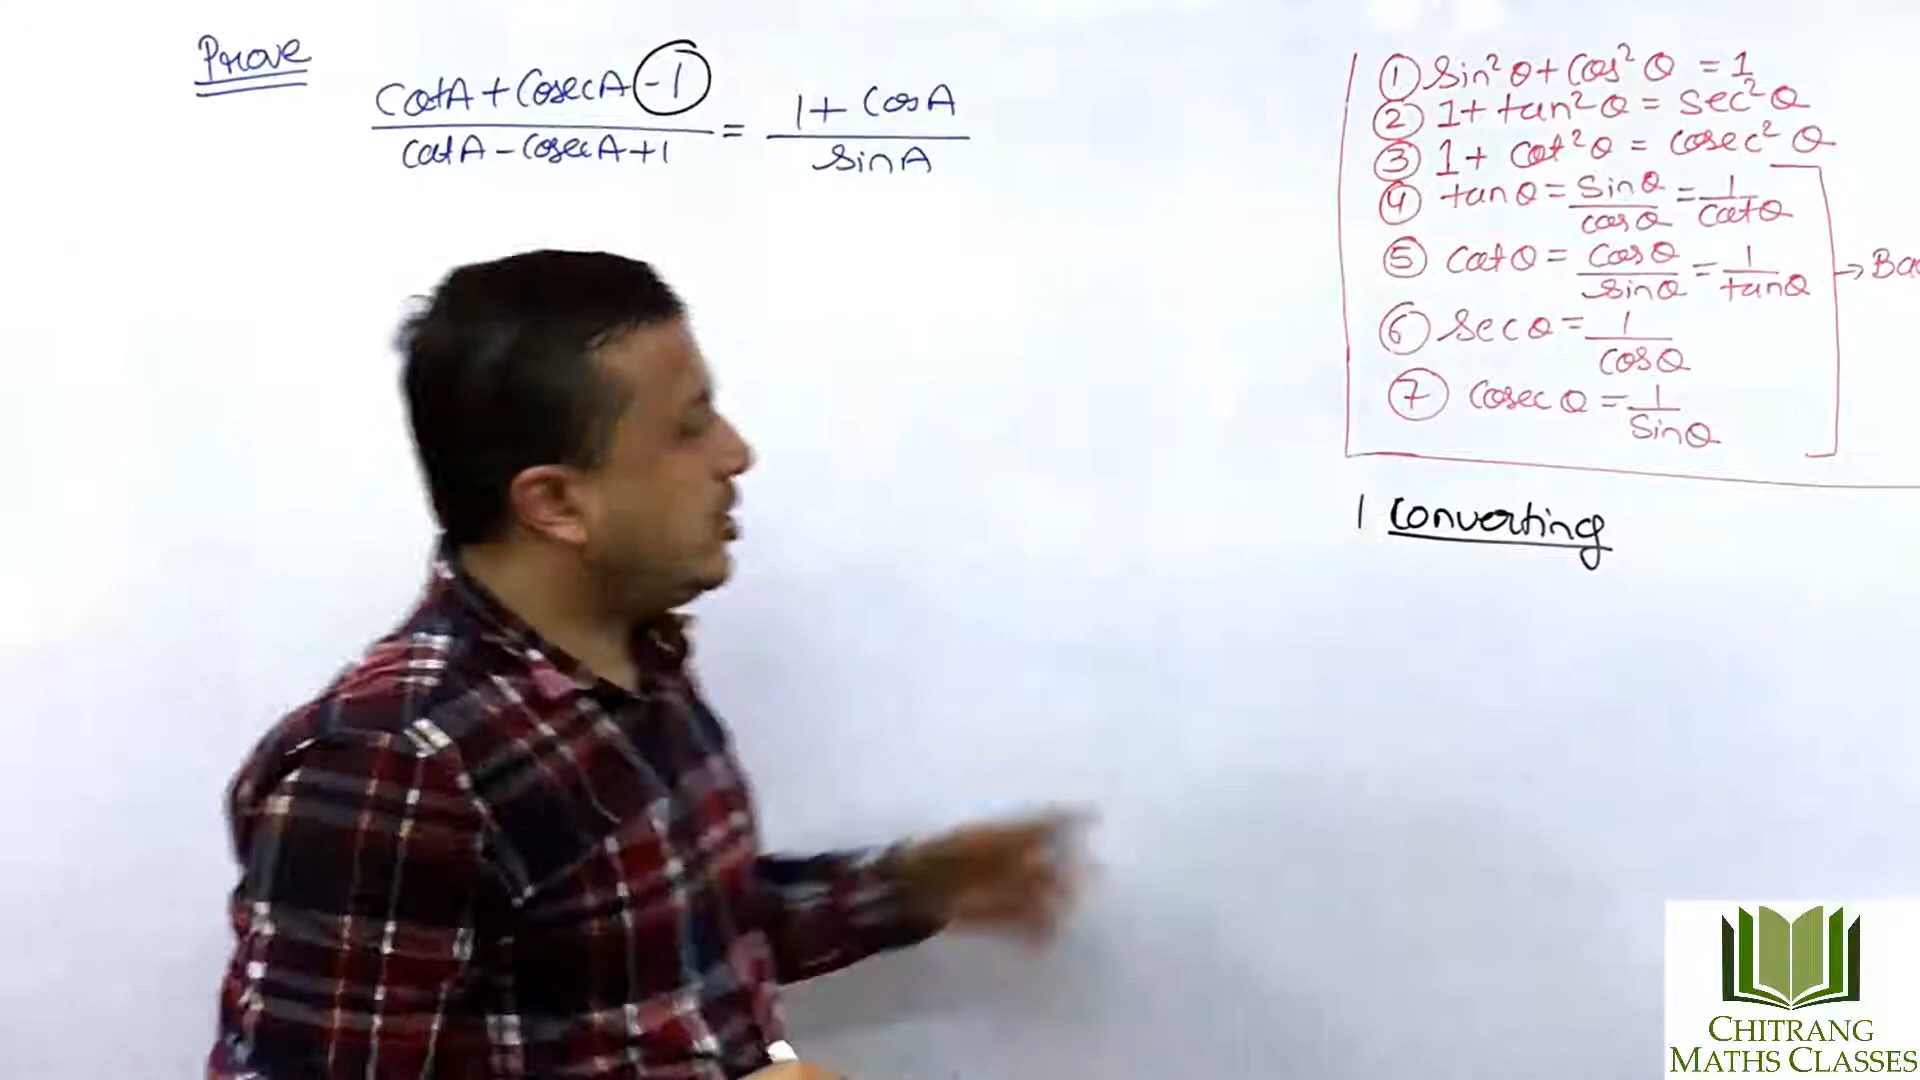 Prove
cotA + cosecA - 1 / cotA - cosecA + 1 = 1 + cosA / sinA
① sin²θ + cos²θ = 1
② 1 + tan²θ = sec²θ
③ 1 + cot²θ = cosec²θ
④ tanθ = sinθ / cosθ = 1 / cotθ
⑤ cotθ = cosθ / sinθ = 1 / tanθ
⑥ secθ = 1 / cosθ
⑦ cosecθ = 1 / sinθ
1 Converting
CHITRANG
MATHS CLASSES